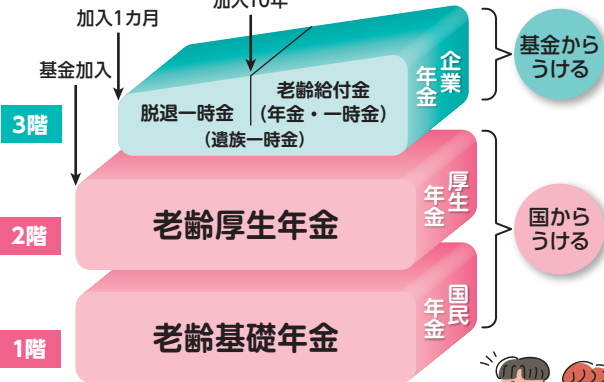 加入10年
加入1カ月
基金加入
3階
脱退一時金
老齢給付金
(年金・一時金)
(遺族一時金)
企業
年金
基金から
うける
2階
老齢厚生年金
厚生
年金
国から
うける
1階
老齢基礎年金
国民
年金